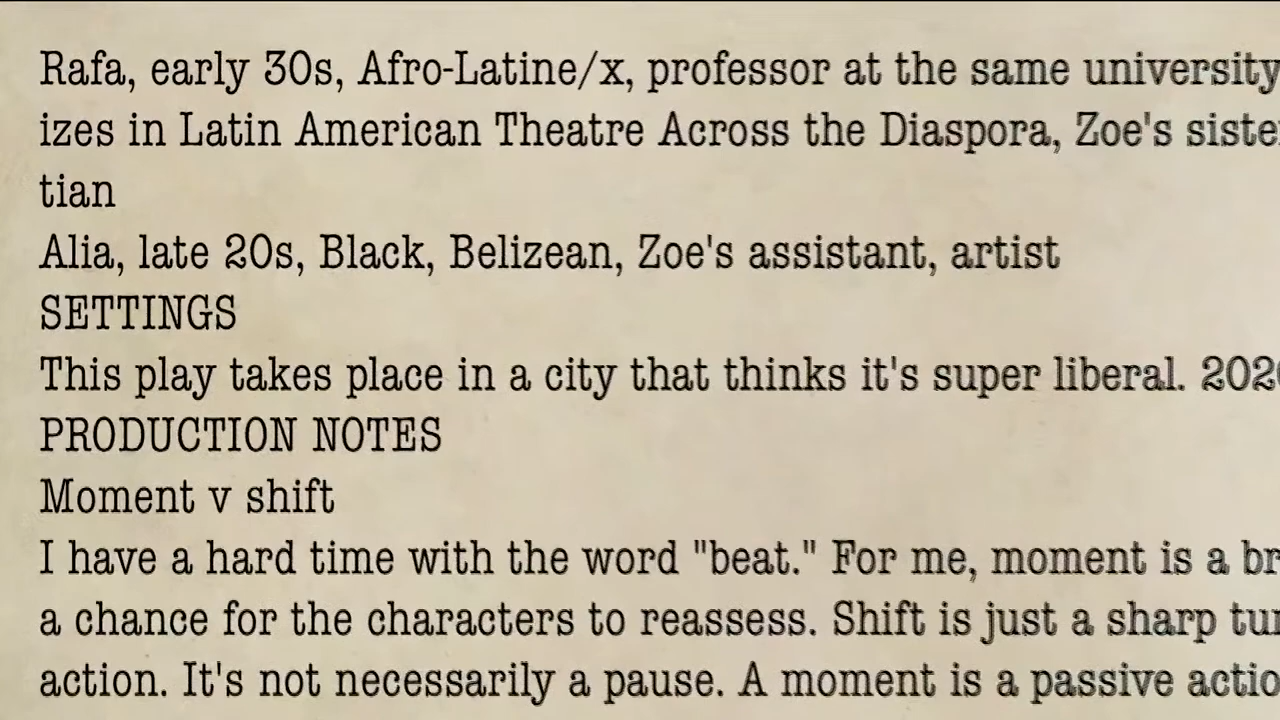 Rafa, early 30s, Afro-Latine/x, professor at the same university
izes in Latin American Theatre Across the Diaspora, Zoe's
tian
Alia, late 20s, Black, Belizean, Zoe's assistant, artist
SETTINGS
This play takes place in a city that thinks it's super liberal.
PRODUCTION NOTES
Moment v shift
I have a hard time with the word "beat." For me, moment is a
a chance for the characters to reassess. Shift is just a sharp
action. It's not necessarily a pause. A moment is a passive